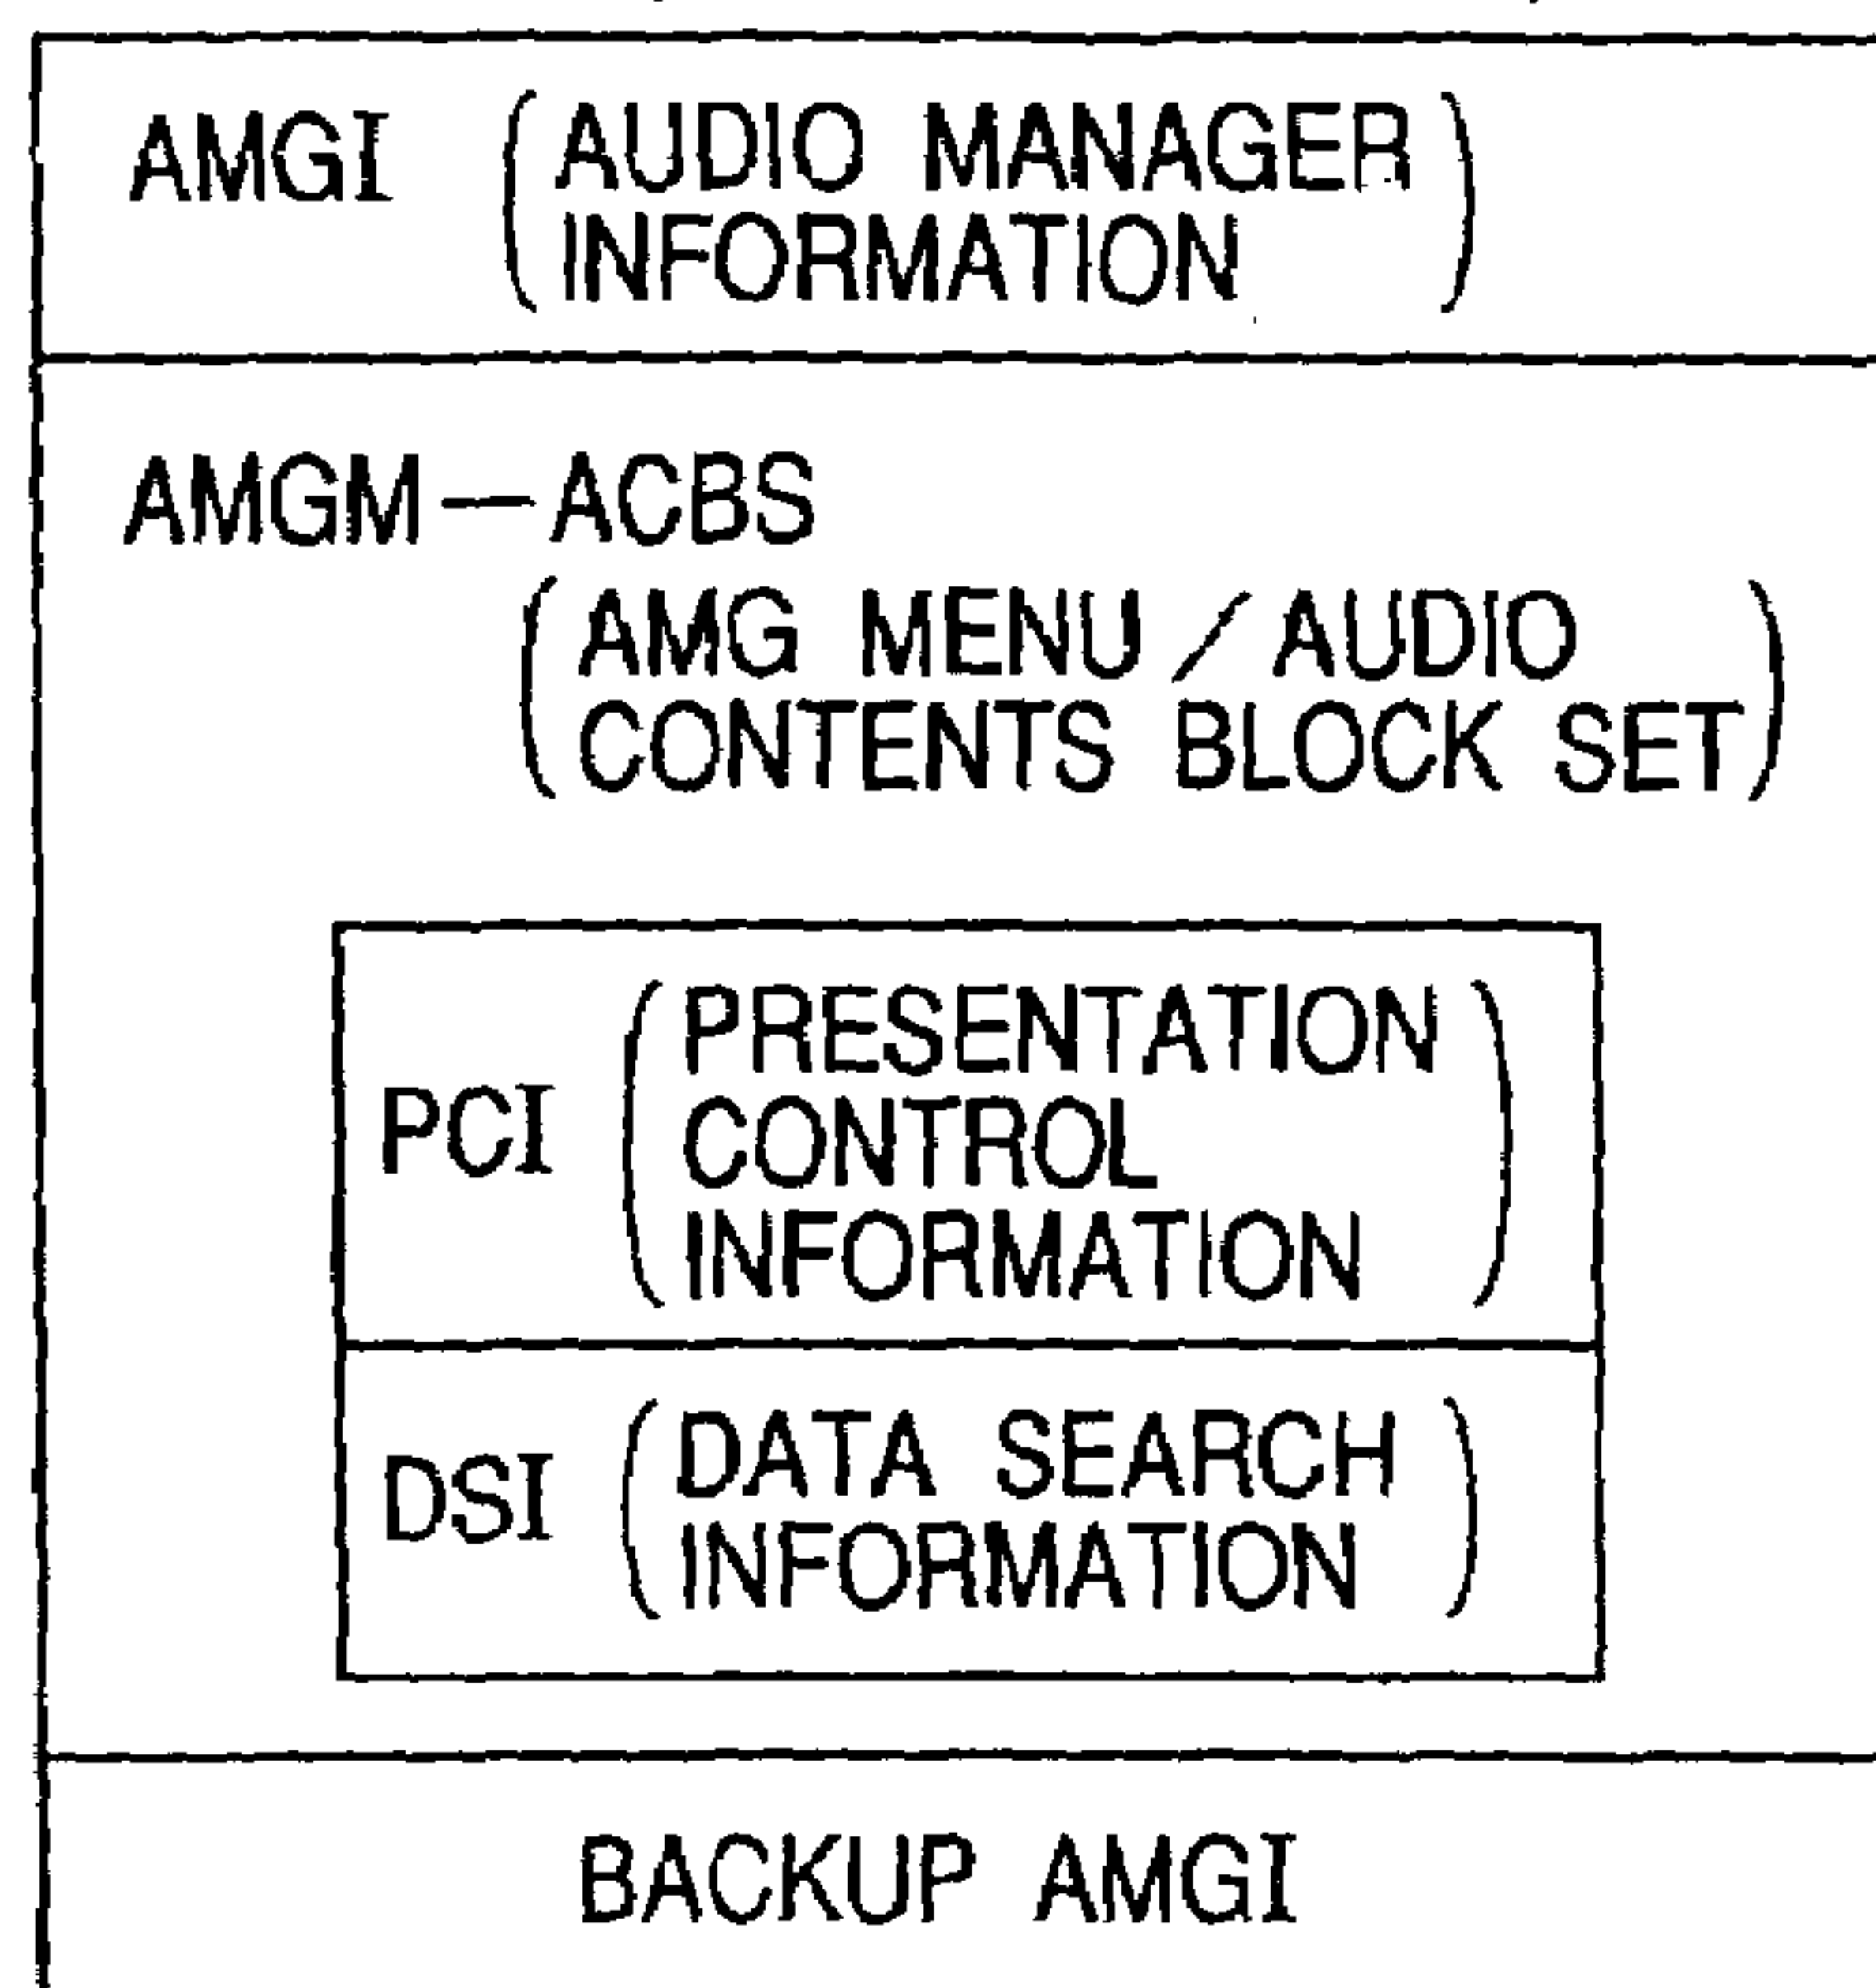 AMGI (AUDIO MANAGER
INFORMATION)
AMGM—ACBS
(AMG MENU/AUDIO
CONTENTS BLOCK SET)
PCI (PRESENTATION
CONTROL
INFORMATION)
DSI (DATA SEARCH
INFORMATION)
BACKUP AMGI